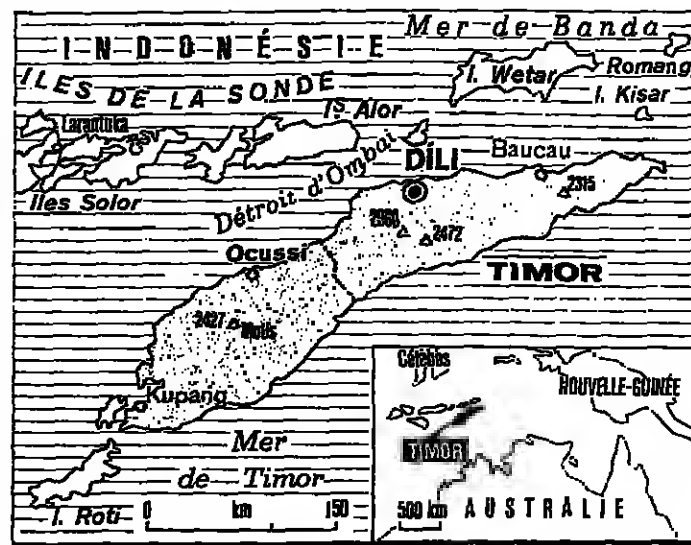 Mer de Banda
INDONÉSIE
I. Wetar
Romang
ILES DE LA SONDE
I. Kisar
Is Alor
Larantuka
DÍLI
Baucau
Iles Solor
Détroit d'Ombai
2315
2472
Ocussi
TIMOR
2427
Kupang
Célèbes
NOUVELLE-GUINÉE
Mer
de Timor
TIMOR
I. Roti
0 km 150
500 km
AUSTRALIE